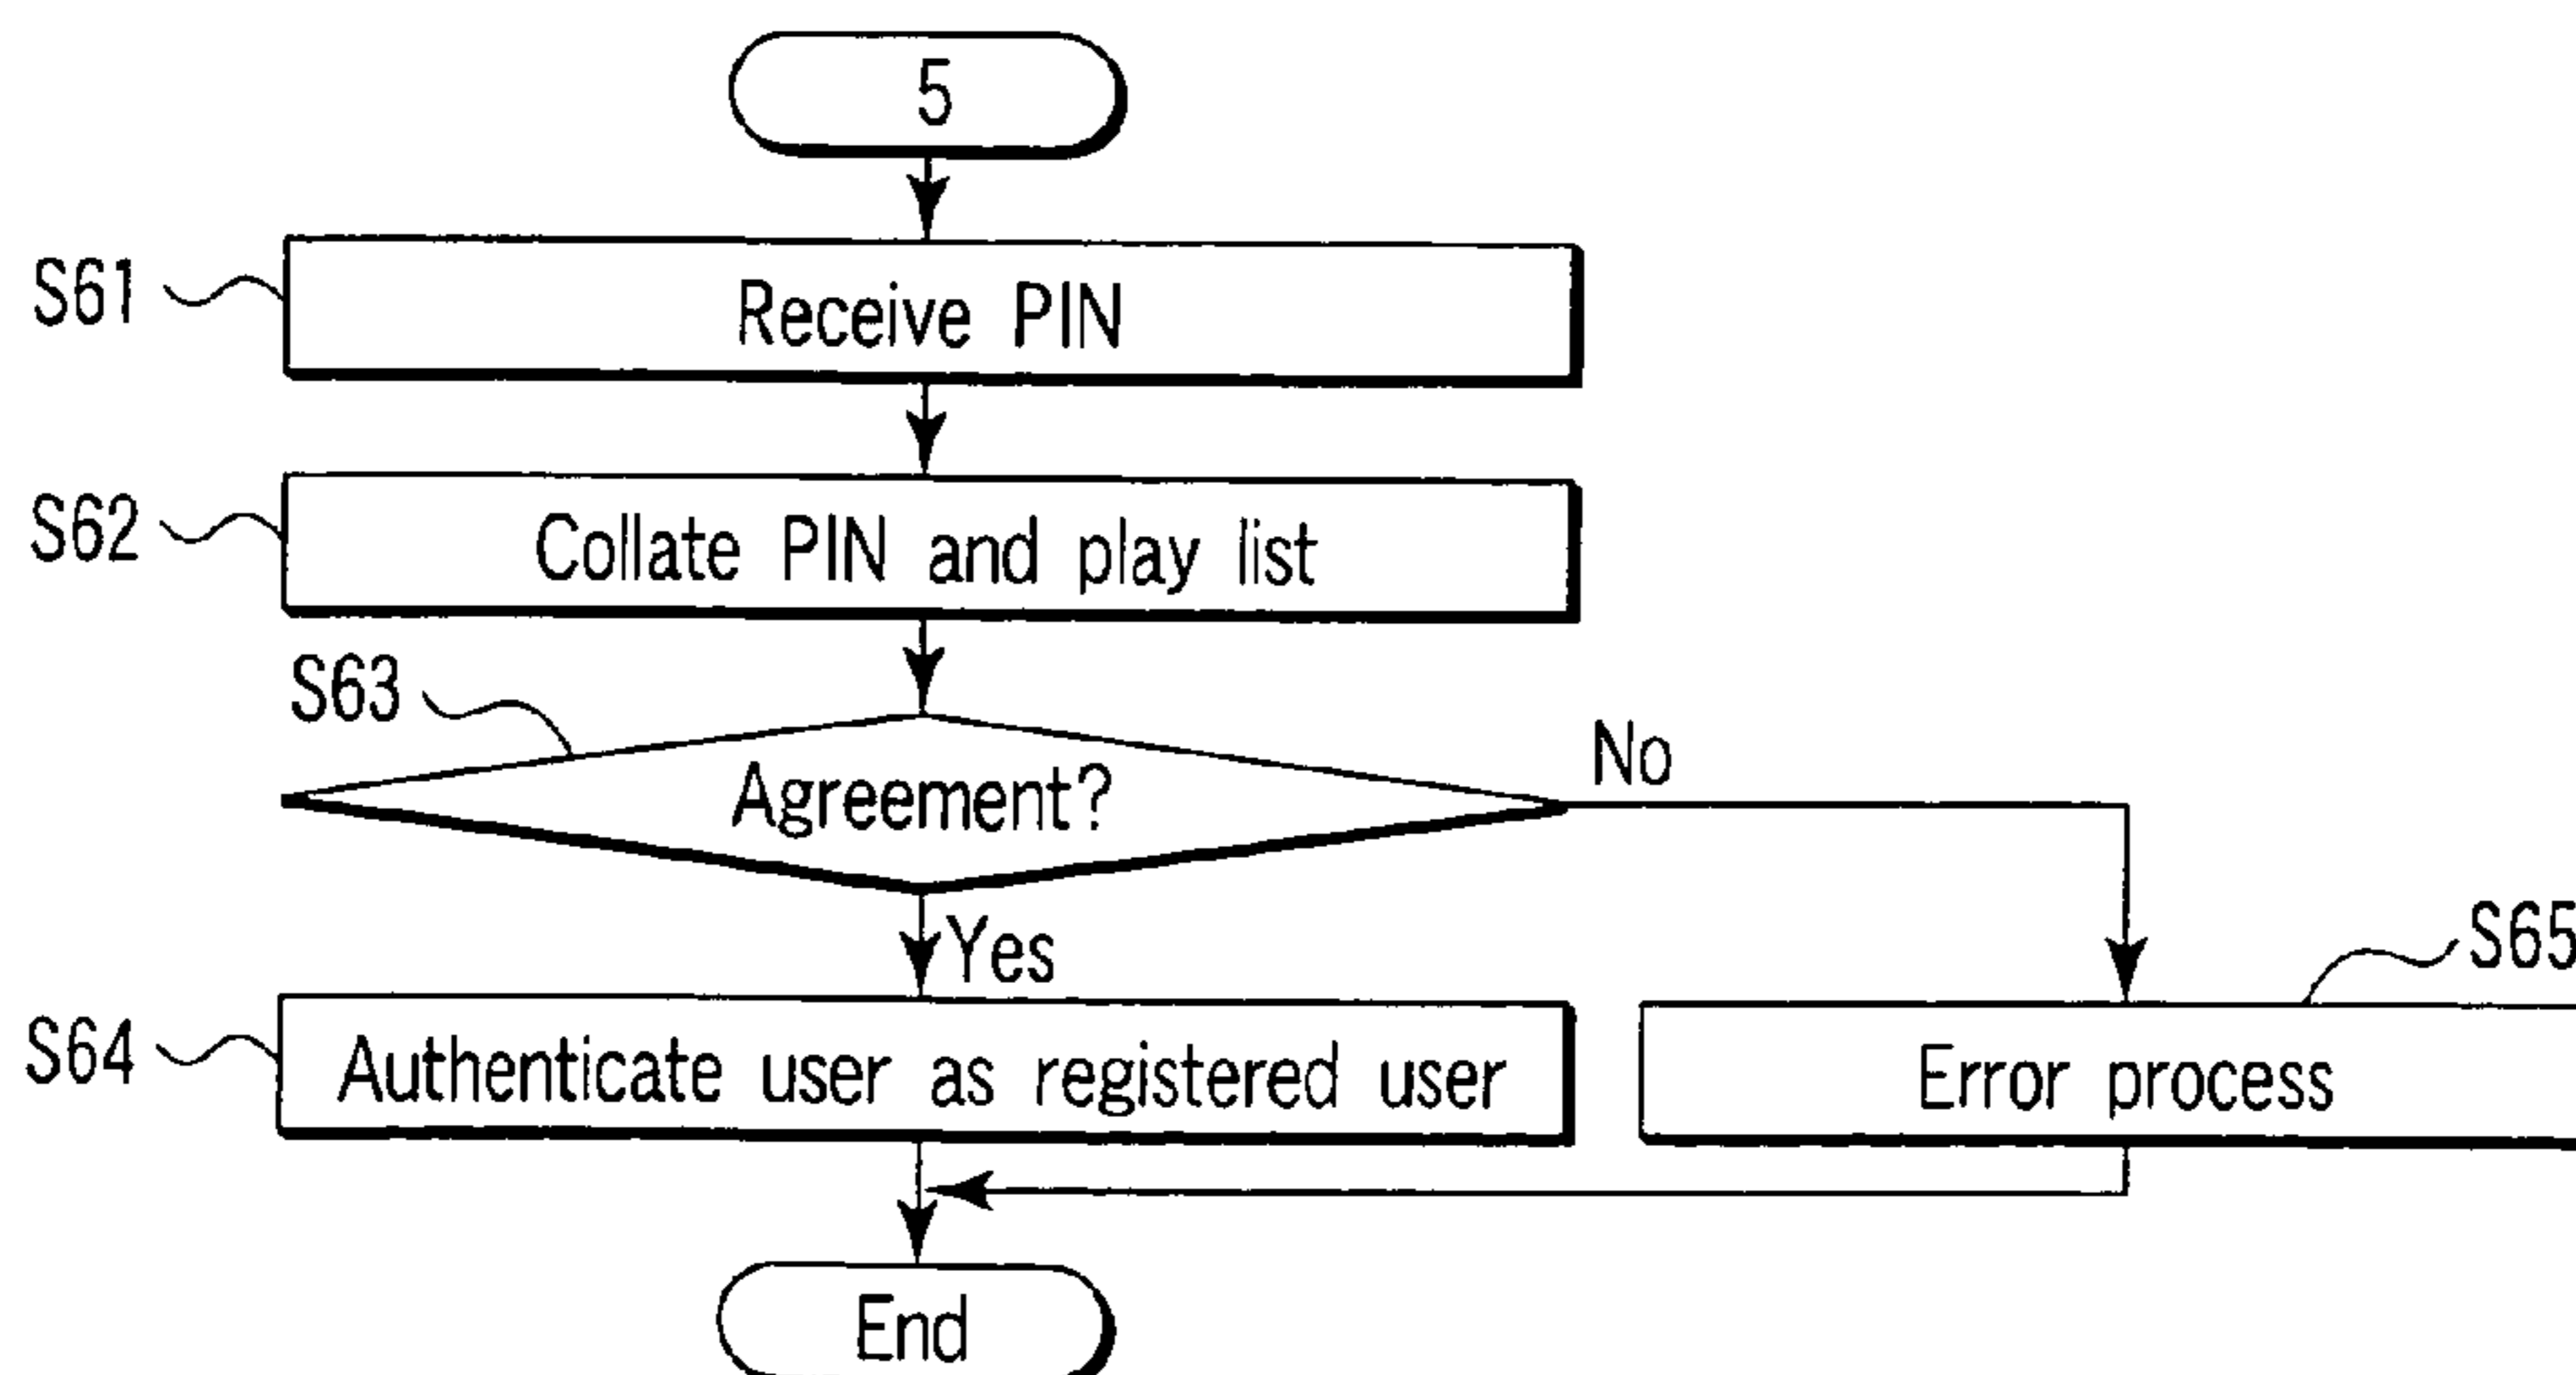 5
S61
Receive PIN
S62
Collate PIN and play list
S63
Agreement?
No
Yes
S65
S64
Authenticate user as registered user
Error process
End